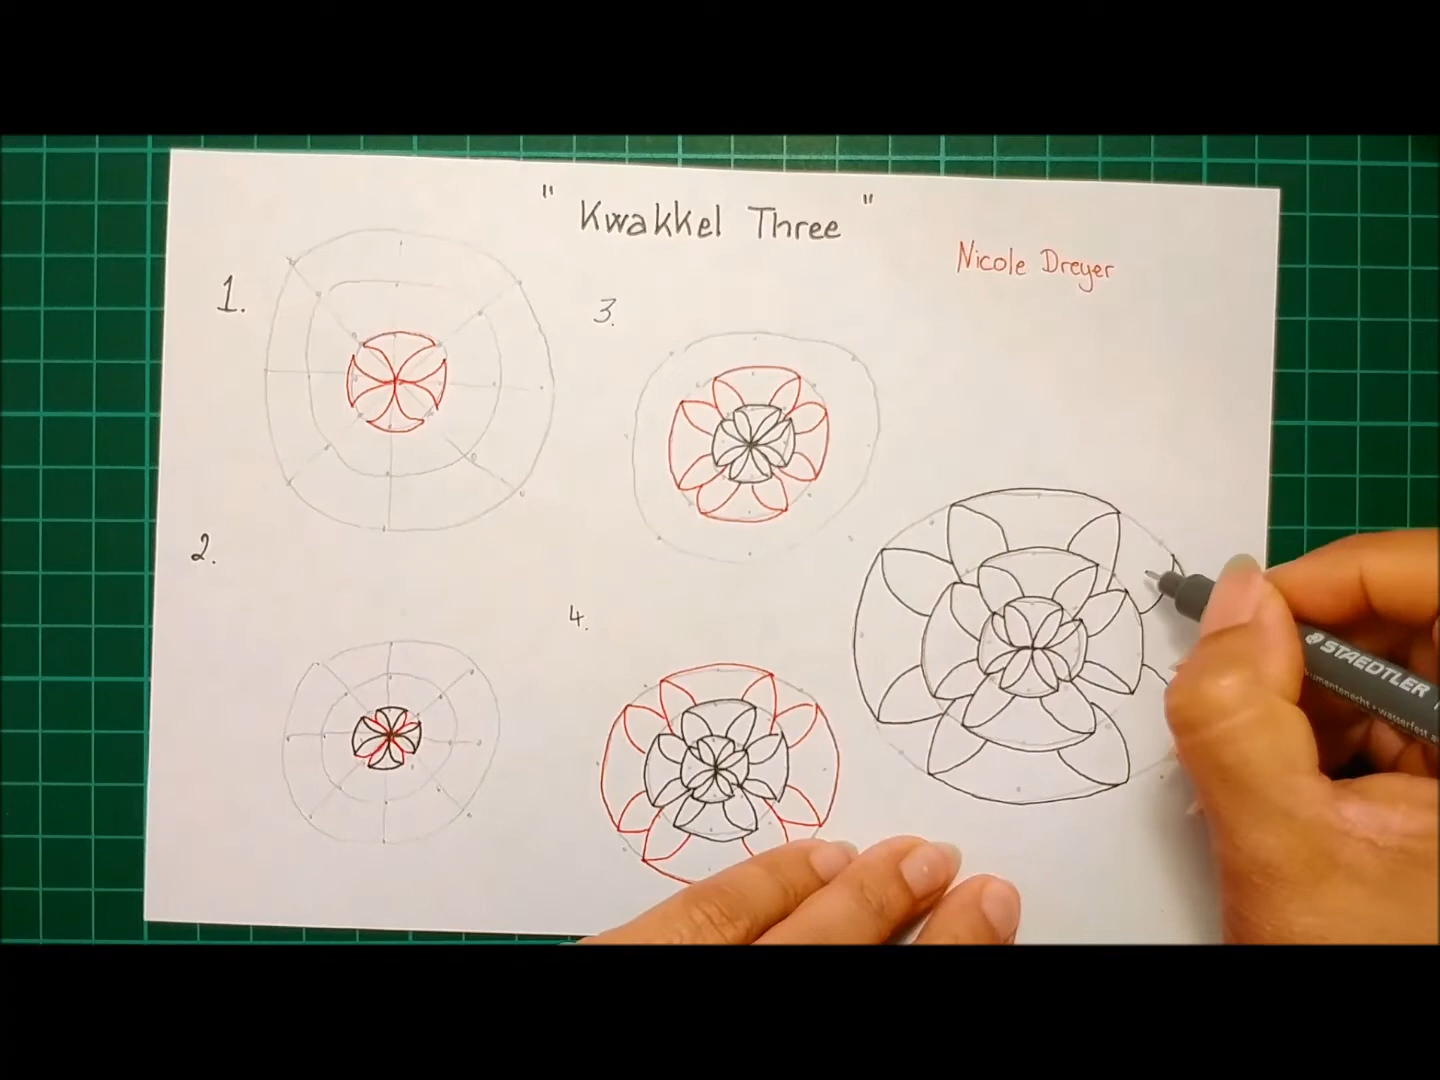 " Kwakkel Three "
Nicole Dreyer
1.
3.
2.
4.
STAEDTLER